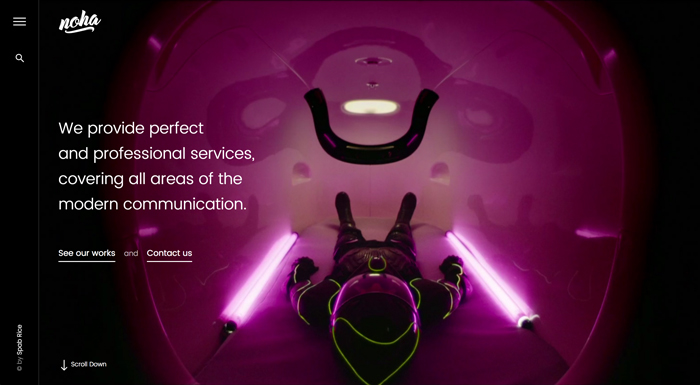 noha
We provide perfect
and professional services,
covering all areas of the
modern communication.
See our works and Contact us
© by Spab Rice
Scroll Down